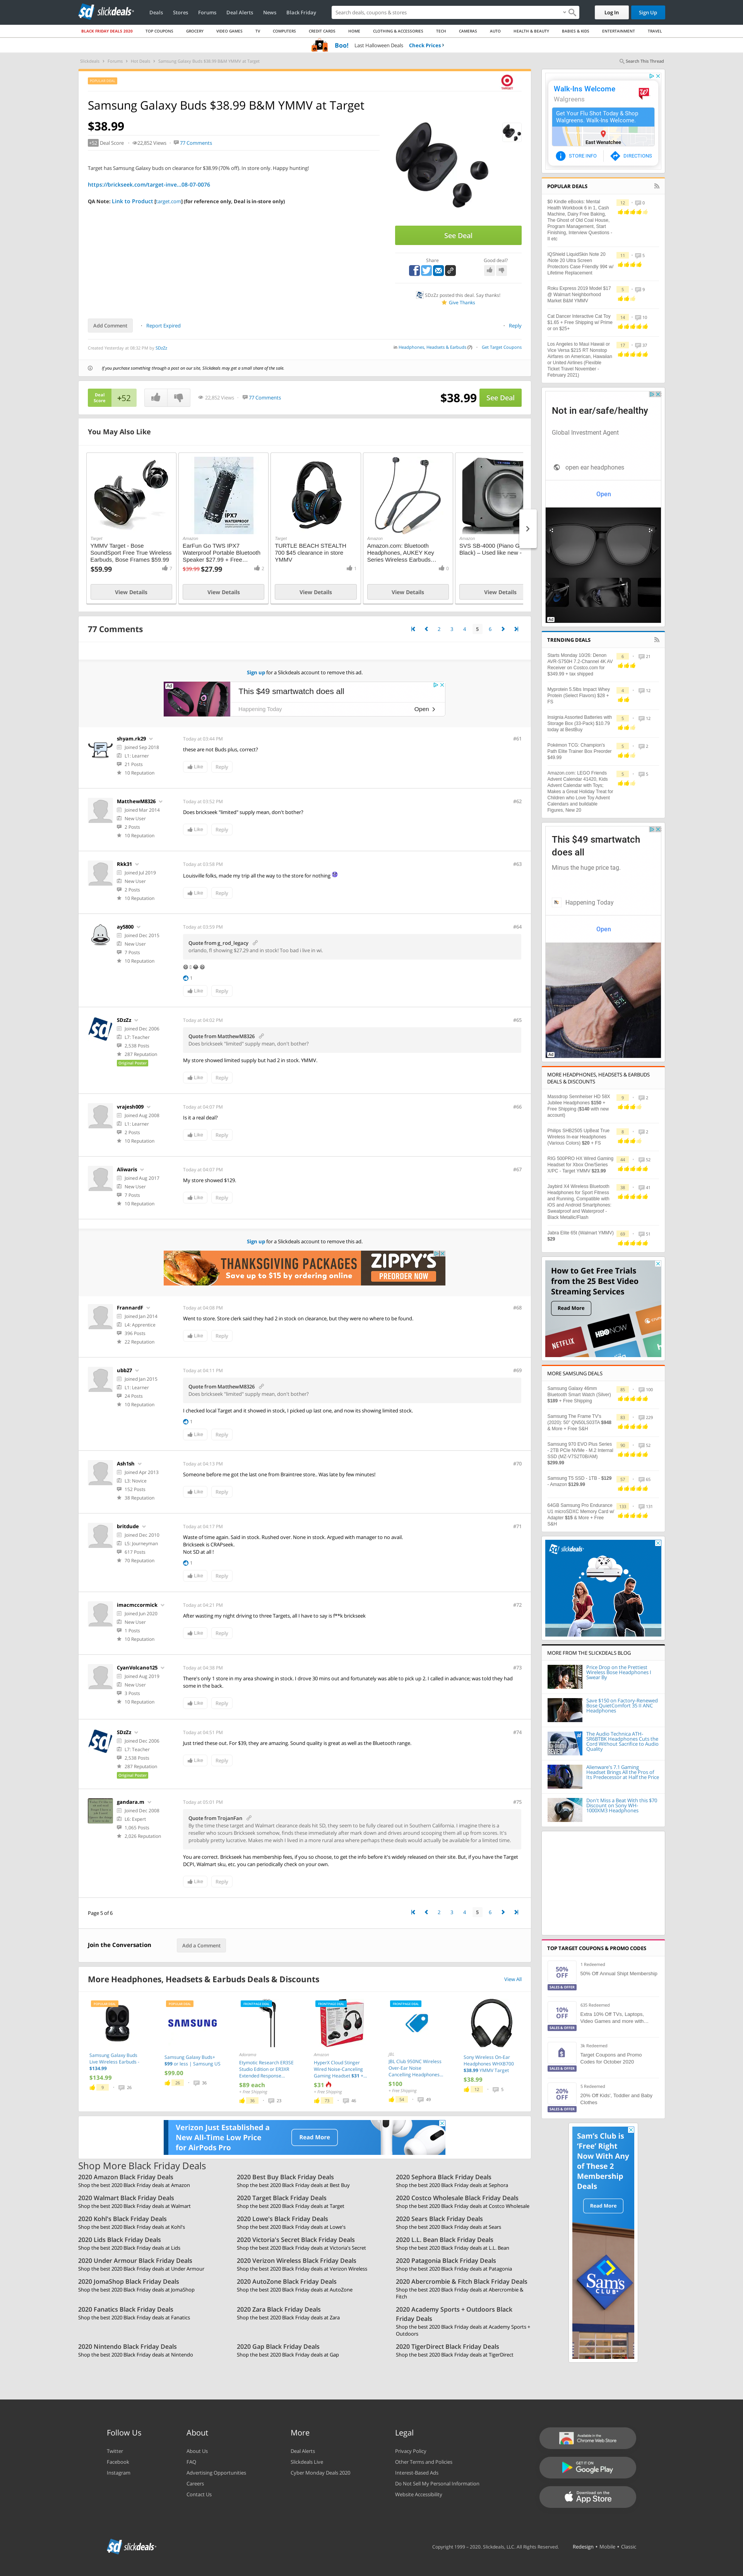 slickdeals
Deals Stores Forums Deal Alerts News Black Friday
Search deals, coupons & stores
Log In Sign Up
BLACK FRIDAY DEALS 2020 TOP COUPONS GROCERY VIDEO GAMES TV COMPUTERS CREDIT CARDS HOME CLOTHING & ACCESSORIES TECH CAMERAS AUTO HEALTH & BEAUTY BABIES & KIDS ENTERTAINMENT TRAVEL
Boo! Last Halloween Deals Check Prices ›
Slickdeals › Forums › Hot Deals › Samsung Galaxy Buds $38.99 B&M YMMV at Target
Search This Thread
Samsung Galaxy Buds $38.99 B&M YMMV at Target
$38.99
+52 Deal Score 22,852 Views 77 Comments
Target has Samsung Galaxy buds on clearance for $38.99 (70% off). In store only. Happy hunting!
https://brickseek.com/target-inve...08-07-0076
QA Note: Link to Product [target.com] (for reference only, Deal is in-store only)
See Deal
Share Good deal?
SDzZz posted this deal. Say thanks!
Give Thanks
Add Comment Report Expired Reply
Created Yesterday at 08:32 PM by SDzZz
Headphones, Headsets & Earbuds (?) Get Target Coupons
If you purchase something through a post on our site, Slickdeals may get a small share of the sale.
Deal Score +52 22,852 Views 77 Comments $38.99 See Deal
You May Also Like
Target
YMMV Target - Bose SoundSport Free True Wireless Earbuds, Bose Frames $59.99
$59.99
View Details
Amazon
EarFun Go TWS IPX7 Waterproof Portable Bluetooth Speaker $27.99 + Free...
$39.99 $27.99
View Details
Target
TURTLE BEACH STEALTH 700 $45 clearance in store YMMV
View Details
Amazon
Amazon.com: Bluetooth Headphones, AUKEY Key Series Wireless Earbuds...
View Details
Amazon
SVS SB-4000 (Piano G
Black) – Used like new -
View Details
77 Comments
2 3 4 5 6
Sign up for a Slickdeals account to remove this ad.
This $49 smartwatch does all
Happening Today Open
shyam.rk29
Joined Sep 2018
L1: Learner
21 Posts
10 Reputation
Today at 03:44 PM #61
these are not Buds plus, correct?
Like Reply
MatthewM8326
Joined Mar 2014
New User
2 Posts
10 Reputation
Today at 03:52 PM #62
Does brickseek "limited" supply mean, don't bother?
Like Reply
Rkk31
Joined Jul 2019
New User
2 Posts
10 Reputation
Today at 03:58 PM #63
Louisville folks, made my trip all the way to the store for nothing
Like Reply
ay5800
Joined Dec 2015
New User
7 Posts
10 Reputation
Today at 03:59 PM #64
Quote from g_rod_legacy
orlando, fl showing $27.29 and in stock! Too bad i live in wi.
1
Like Reply
SDzZz
Joined Dec 2006
L7: Teacher
2,538 Posts
287 Reputation
Original Poster
Today at 04:02 PM #65
Quote from MatthewM8326
Does brickseek "limited" supply mean, don't bother?
My store showed limited supply but had 2 in stock. YMMV.
Like Reply
vrajesh009
Joined Aug 2008
L1: Learner
2 Posts
10 Reputation
Today at 04:07 PM #66
Is it a real deal?
Like Reply
Aliwaris
Joined Aug 2017
New User
7 Posts
10 Reputation
Today at 04:07 PM #67
My store showed $129.
Like Reply
Sign up for a Slickdeals account to remove this ad.
THANKSGIVING PACKAGES
Save up to $15 by ordering online
ZIPPY'S
PREORDER NOW
FrannardF
Joined Jan 2014
L4: Apprentice
396 Posts
22 Reputation
Today at 04:08 PM #68
Went to store. Store clerk said they had 2 in stock on clearance, but they were no where to be found.
Like Reply
ubb27
Joined Jan 2015
L1: Learner
24 Posts
10 Reputation
Today at 04:11 PM #69
Quote from MatthewM8326
Does brickseek "limited" supply mean, don't bother?
I checked local Target and it showed in stock, I picked up last one, and now its showing limited stock.
1
Like Reply
Ash1sh
Joined Apr 2013
L3: Novice
152 Posts
38 Reputation
Today at 04:13 PM #70
Someone before me got the last one from Braintree store. Was late by few minutes!
Like Reply
britdude
Joined Dec 2010
L5: Journeyman
617 Posts
70 Reputation
Today at 04:17 PM #71
Waste of time again. Said in stock. Rushed over. None in stock. Argued with manager to no avail.
Brickseek is CRAPseek.
Not SD at all !
1
Like Reply
imacmccormick
Joined Jun 2020
New User
1 Posts
10 Reputation
Today at 04:21 PM #72
After wasting my night driving to three Targets, all I have to say is f**k brickseek
Like Reply
CyanVolcano125
Joined Aug 2019
New User
3 Posts
10 Reputation
Today at 04:38 PM #73
There's only 1 store in my area showing in stock. I drove 30 mins out and fortunately was able to pick up 2. I called in advance; was told they had some in the back.
Like Reply
SDzZz
Joined Dec 2006
L7: Teacher
2,538 Posts
287 Reputation
Original Poster
Today at 04:51 PM #74
Just tried these out. For $39, they are amazing. Sound quality is great as well as the Bluetooth range.
Like Reply
gandara.m
Joined Dec 2008
L6: Expert
1,065 Posts
2,026 Reputation
Today at 05:01 PM #75
Quote from TrojanFan
By the time these target and Walmart clearance deals hit SD, they seem to be fully cleared out in Southern California. I imagine there is a reseller who scours Brickseek somehow, finds these immediately after mark down and drives around scooping them all up from stores. It's probably pretty lucrative. Makes me wish I lived in a more rural area where perhaps these deals would actually be available for a limited time.
You are correct. Brickseek has membership fees, if you so choose, to get the info before it's widely released on their site. But, if you have the Target DCPI, Walmart sku, etc. you can periodically check on your own.
Like Reply
Page 5 of 6
2 3 4 5 6
Join the Conversation Add a Comment
More Headphones, Headsets & Earbuds Deals & Discounts View All
Samsung Galaxy Buds Live Wireless Earbuds - $134.99
$134.99
SAMSUNG
Samsung Galaxy Buds+ $99 or less | Samsung US
$99.00
Adorama
Etymotic Research ER3SE Studio Edition or ER3XR Extended Response...
$89 each
+ Free Shipping
Amazon
HyperX Cloud Stinger Wired Noise-Canceling Gaming Headset $31 +...
$31
+ Free Shipping
JBL
JBL Club 950NC Wireless Over-Ear Noise Cancelling Headphones...
$100
+ Free Shipping
Sony Wireless On-Ear Headphones WHXB700 $38.99 YMMV Target
$38.99
Verizon Just Established a New All-Time Low Price for AirPods Pro
Read More
Shop More Black Friday Deals
2020 Amazon Black Friday Deals
Shop the best 2020 Black Friday deals at Amazon
2020 Best Buy Black Friday Deals
Shop the best 2020 Black Friday deals at Best Buy
2020 Sephora Black Friday Deals
Shop the best 2020 Black Friday deals at Sephora
2020 Walmart Black Friday Deals
Shop the best 2020 Black Friday deals at Walmart
2020 Target Black Friday Deals
Shop the best 2020 Black Friday deals at Target
2020 Costco Wholesale Black Friday Deals
Shop the best 2020 Black Friday deals at Costco Wholesale
2020 Kohl's Black Friday Deals
Shop the best 2020 Black Friday deals at Kohl's
2020 Lowe's Black Friday Deals
Shop the best 2020 Black Friday deals at Lowe's
2020 Sears Black Friday Deals
Shop the best 2020 Black Friday deals at Sears
2020 Lids Black Friday Deals
Shop the best 2020 Black Friday deals at Lids
2020 Victoria's Secret Black Friday Deals
Shop the best 2020 Black Friday deals at Victoria's Secret
2020 L.L. Bean Black Friday Deals
Shop the best 2020 Black Friday deals at L.L. Bean
2020 Under Armour Black Friday Deals
Shop the best 2020 Black Friday deals at Under Armour
2020 Verizon Wireless Black Friday Deals
Shop the best 2020 Black Friday deals at Verizon Wireless
2020 Patagonia Black Friday Deals
Shop the best 2020 Black Friday deals at Patagonia
2020 JomaShop Black Friday Deals
Shop the best 2020 Black Friday deals at JomaShop
2020 AutoZone Black Friday Deals
Shop the best 2020 Black Friday deals at AutoZone
2020 Abercrombie & Fitch Black Friday Deals
Shop the best 2020 Black Friday deals at Abercrombie & Fitch
2020 Fanatics Black Friday Deals
Shop the best 2020 Black Friday deals at Fanatics
2020 Zara Black Friday Deals
Shop the best 2020 Black Friday deals at Zara
2020 Academy Sports + Outdoors Black Friday Deals
Shop the best 2020 Black Friday deals at Academy Sports + Outdoors
2020 Nintendo Black Friday Deals
Shop the best 2020 Black Friday deals at Nintendo
2020 Gap Black Friday Deals
Shop the best 2020 Black Friday deals at Gap
2020 TigerDirect Black Friday Deals
Shop the best 2020 Black Friday deals at TigerDirect
Walk-Ins Welcome
Walgreens
Get Your Flu Shot Today & Shop Walgreens. Walk-Ins Welcome.
East Wenatchee
STORE INFO DIRECTIONS
POPULAR DEALS
$0 Kindle eBooks: Mental Health Workbook 6 in 1, Cash Machine, Dairy Free Baking, The Ghost of Old Coal House, Program Management, Start Finishing, Interview Questions - II etc
IQShield LiquidSkin Note 20 /Note 20 Ultra Screen Protectors Case Friendly $8ll w/ Lifetime Replacement
Roku Express 2019 Model $17 @ Walmart Neighborhood Market B&M YMMV
Cat Dancer Interactive Cat Toy $1.65 + Free Shipping w/ Prime or on $25+
Los Angeles to Maui Hawaii or Vice Versa $215 RT Nonstop Airfares on American, Hawaiian or United Airlines (Flexible Ticket Travel November - February 2021)
Not in ear/safe/healthy
Global Investment Agent
open ear headphones
Open
TRENDING DEALS
Starts Monday 10/26: Denon AVR-S750H 7.2-Channel 4K AV Receiver on Costco.com for $349.99 + tax shipped
Myprotein 5.5lbs Impact Whey Protein (Select Flavors) $29 + FS
Insignia Assorted Batteries with Storage Box (33-Pack) $10.79 today at BestBuy
Pokémon TCG: Champion's Path Elite Trainer Box Preorder $49.99
Amazon.com: LEGO Friends Advent Calendar 41420, Kids Advent Calendar with Toys; Makes a Great Holiday Treat for Children who Love Toy Advent Calendars and buildable Figures, New 20
This $49 smartwatch does all
Minus the huge price tag.
Happening Today
Open
MORE HEADPHONES, HEADSETS & EARBUDS DEALS & DISCOUNTS
Massdrop Sennheiser HD 58X Jubilee Headphones $150 + Free Shipping ($140 with new account)
Philips SHB2505 UpBeat True Wireless In-ear Headphones (Various Colors) $20 + FS
RIG 500PRO HX Wired Gaming Headset for Xbox One/Series X/PC - Target YMMV $23.99
Jaybird X4 Wireless Bluetooth Headphones for Sport Fitness and Running, Compatible with iOS and Android Smartphones: Sweatproof and Waterproof - Black Metallic/Flash
Jabra Elite 65t (Walmart YMMV) $29
How to Get Free Trials from the 25 Best Video Streaming Services
Read More
NETFLIX HBO NOW
MORE SAMSUNG DEALS
Samsung Galaxy 46mm Bluetooth Smart Watch (Silver) $109 + Free Shipping
Samsung The Frame TV's (2020): 50" QN50LS03TA $948 & More + Free S&H
Samsung 970 EVO Plus Series - 2TB PCIe NVMe - M.2 Internal SSD (MZ-V7S2T0B/AM) $299.99
Samsung T5 SSD - 1TB - $129 - Amazon $129.99
64GB Samsung Pro Endurance U1 microSDXC Memory Card w/ Adapter $15 & More + Free S&H
slickdeals
MORE FROM THE SLICKDEALS BLOG
Price Drop on the Prettiest Wireless Bose Headphones I Swear By
Save $150 on Factory-Renewed Bose QuietComfort 35 II ANC Headphones
The Audio Technica ATH-SR6BTBK Headphones Cuts the Cord Without Sacrifice to Audio Quality
Alienware's 7.1 Gaming Headset Brings All the Pros of Its Predecessor at Half the Price
Don't Miss a Beat With this $70 Discount on Sony WH-1000XM3 Headphones
TOP TARGET COUPONS & PROMO CODES
50% OFF
SALES & OFFER
1 Redeemed
50% Off Annual Shipt Membership
10% OFF
SALES & OFFER
635 Redeemed
Extra 10% Off TVs, Laptops, Video Games and more with...
SALES & OFFER
3k Redeemed
Target Coupons and Promo Codes for October 2020
20% OFF
SALES & OFFER
5 Redeemed
20% Off Kids', Toddler and Baby Clothes
Sam's Club is 'Free' Right Now With Any of These 2 Membership Deals
Read More
Sam's CLUB
Follow Us
Twitter
Facebook
Instagram
About
About Us
FAQ
Advertising Opportunities
Careers
Contact Us
More
Deal Alerts
Slickdeals Live
Cyber Monday Deals 2020
Legal
Privacy Policy
Other Terms and Policies
Interest-Based Ads
Do Not Sell My Personal Information
Website Accessibility
Available in the Chrome Web Store
GET IT ON Google Play
Download on the App Store
slickdeals
Copyright 1999 - 2020. Slickdeals, LLC. All Rights Reserved. Redesign • Mobile • Classic